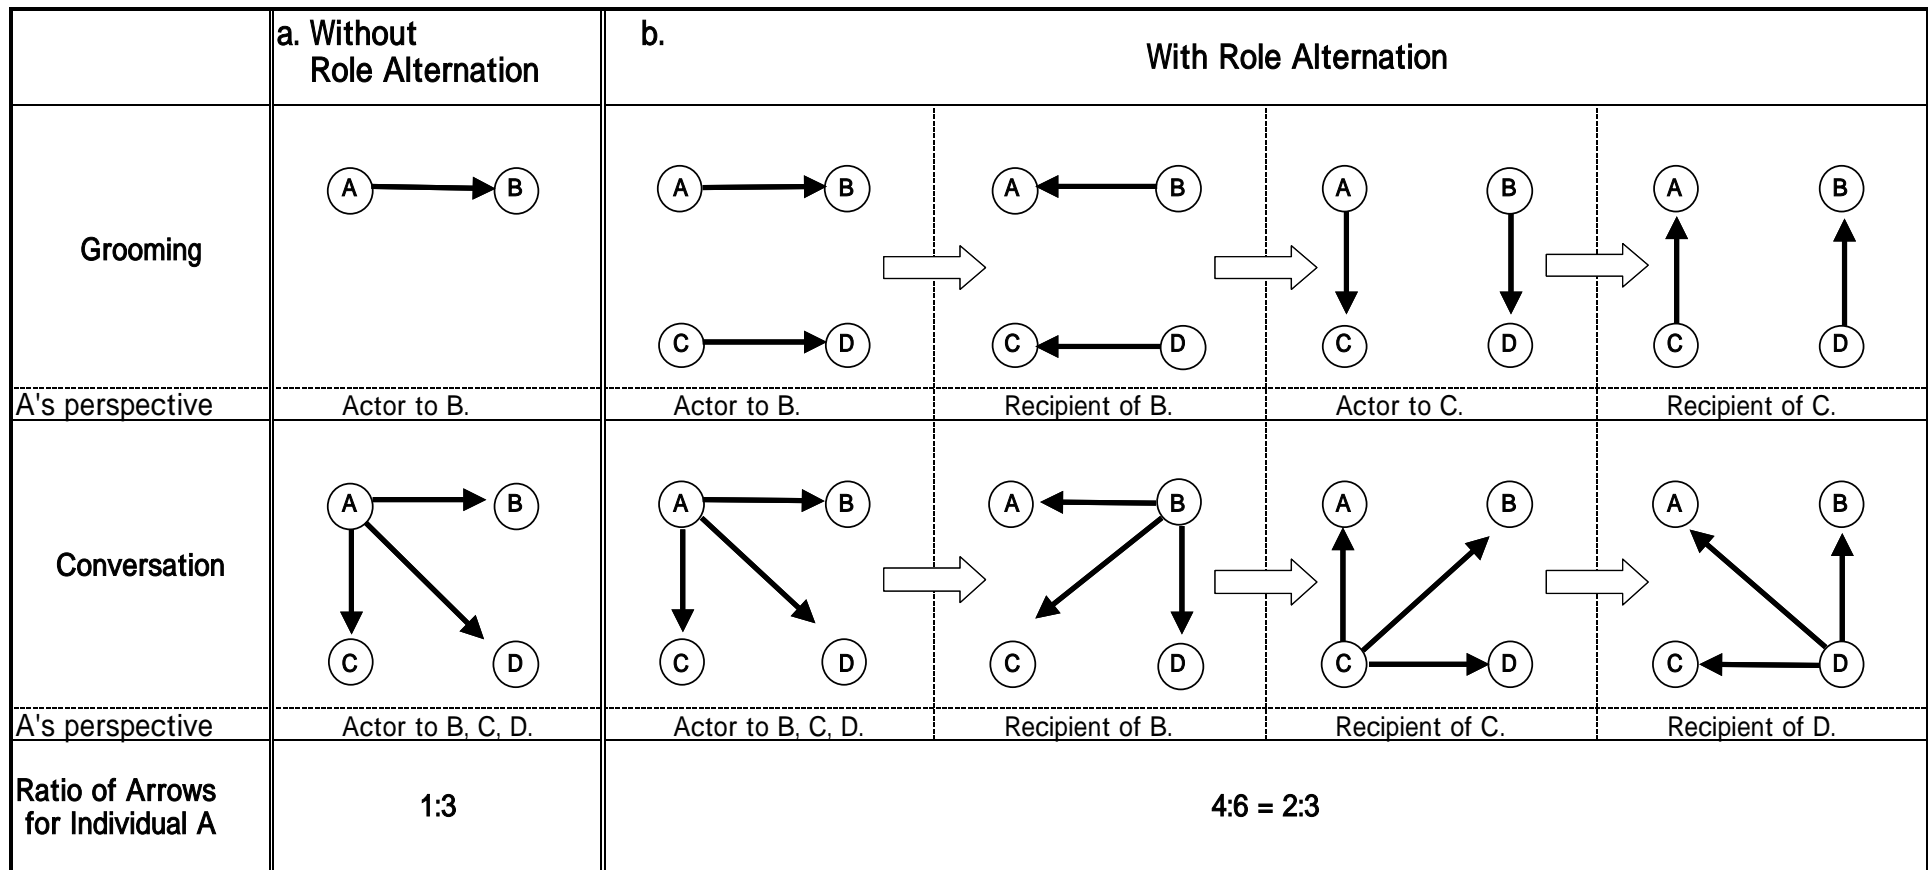 a. Without
Role Alternation
b.
With Role Alternation
Grooming
A B
A B
C D
A B
C D
A B
C D
A B
C D
A's perspective
Actor to B.
Actor to B.
Recipient of B.
Actor to C.
Recipient of C.
Conversation
A B
C D
A B
C D
A B
C D
A B
C D
A B
C D
A's perspective
Actor to B, C, D.
Actor to B, C, D.
Recipient of B.
Recipient of C.
Recipient of D.
Ratio of Arrows
for Individual A
1:3
4:6 = 2:3